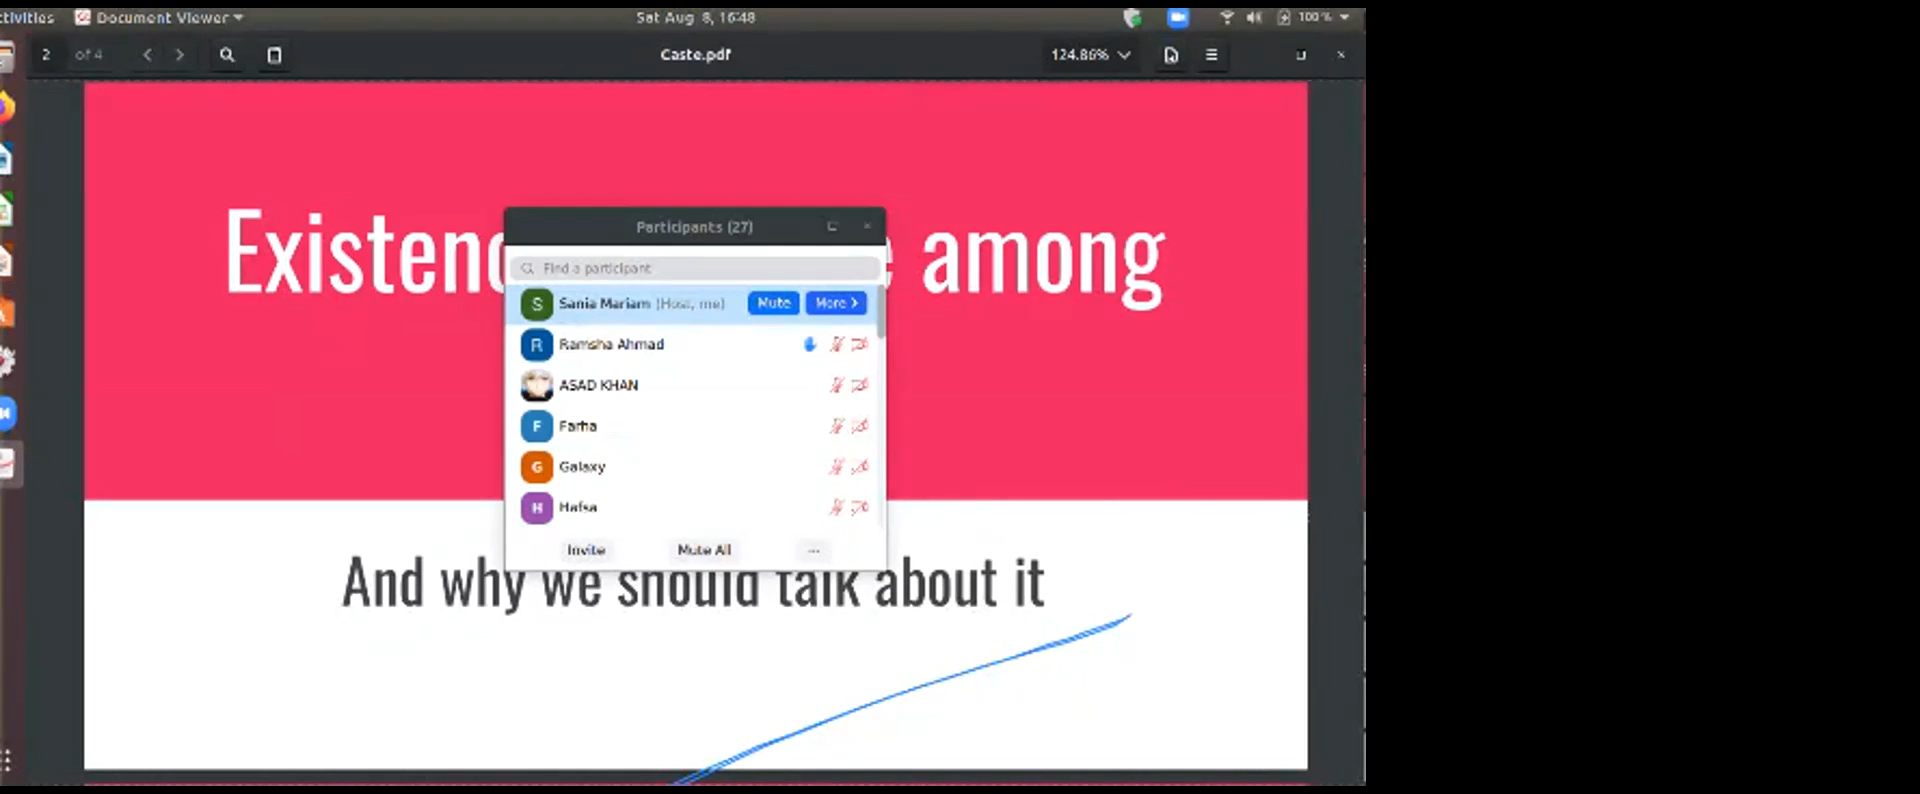 Document Viewer
Sat Aug 8, 16:48
100 %
2 of 4
Caste.pdf
124.86%
among
Participants (27)
Find a participant
S Sania Mariam (Host, me) Mute More
R Ramsha Ahmad
ASAD KHAN
F Farha
G Galaxy
H Hafsa
Invite Mute All ...
And why we should talk about it